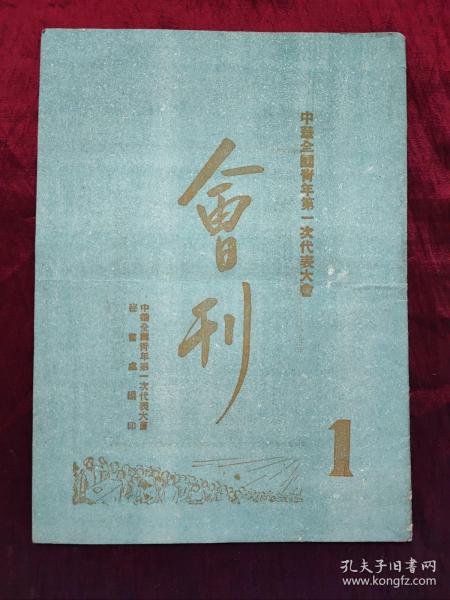 中華全國青年第一次代表大會
會刊
中華全國青年第一次代表大會
秘書處編印
1
孔夫子旧书网
www.kongfz.com